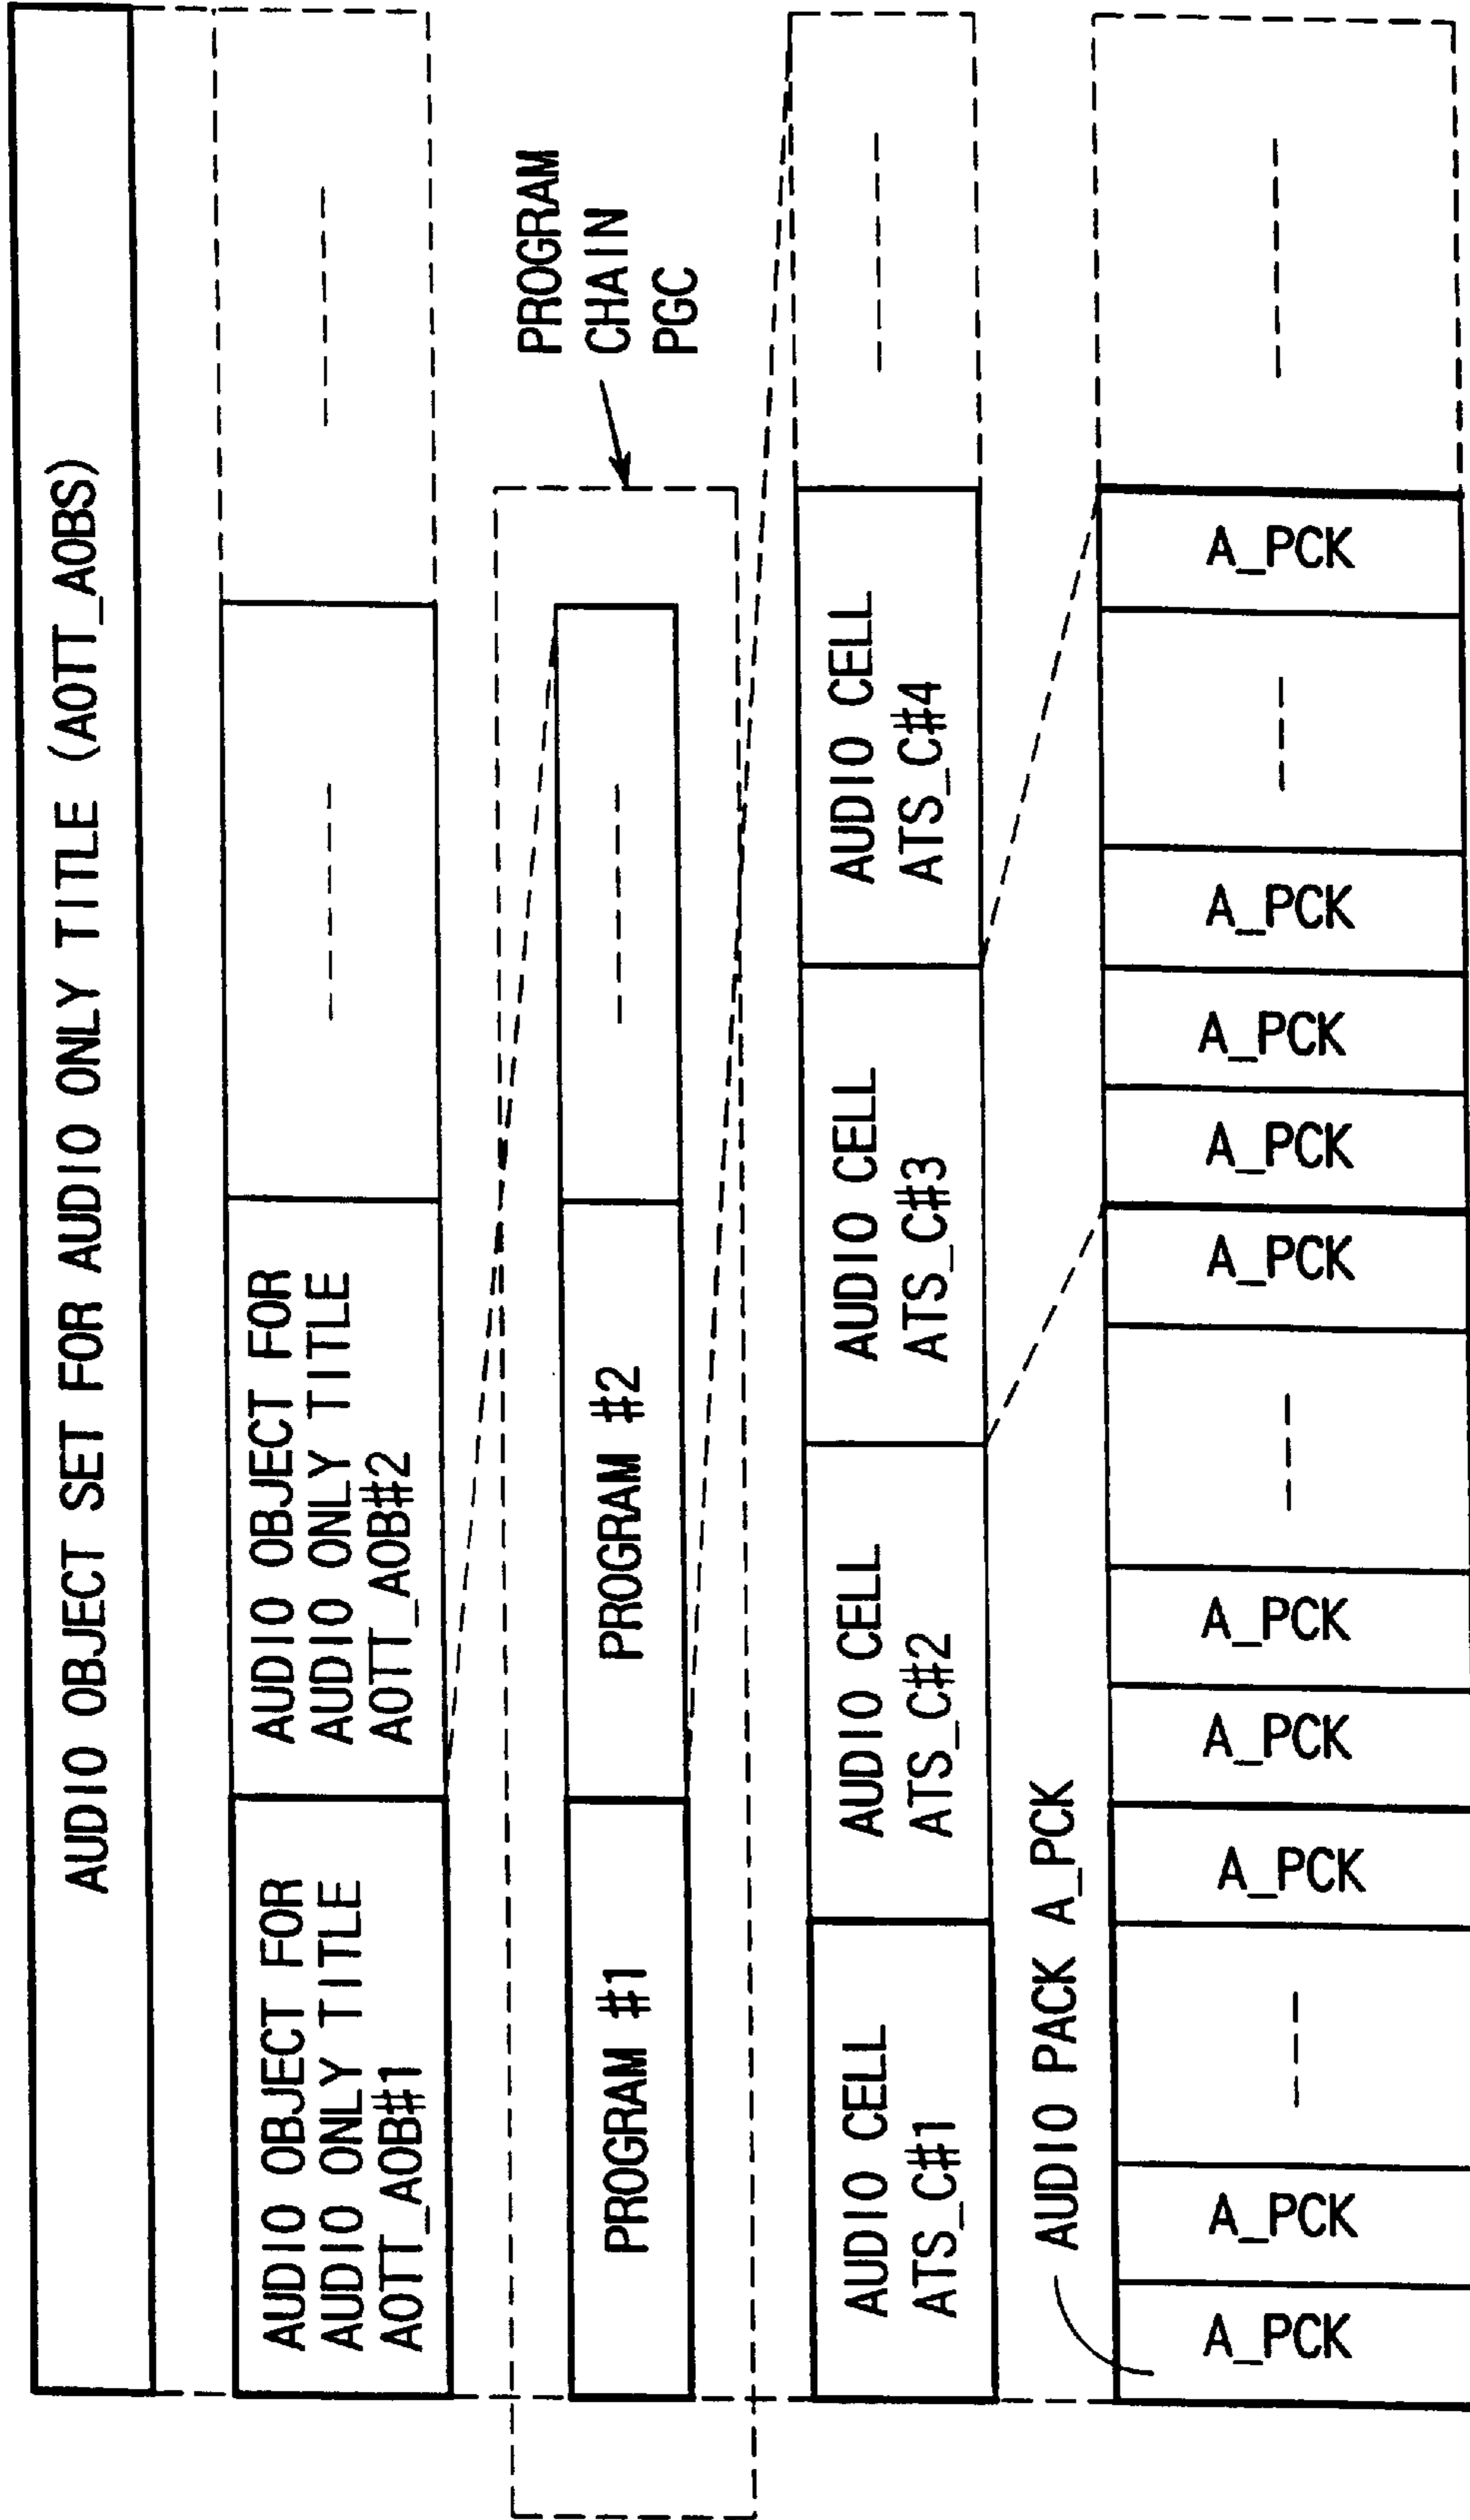 AUDIO OBJECT SET FOR AUDIO ONLY TITLE (AOTT_AOBS)
AUDIO OBJECT FOR
AUDIO ONLY TITLE
AOTT_AOB#1
AUDIO OBJECT FOR
AUDIO ONLY TITLE
AOTT_AOB#2
PROGRAM
CHAIN
PGC
PROGRAM #1
PROGRAM #2
AUDIO CELL
ATS_C#1
AUDIO CELL
ATS_C#2
AUDIO CELL
ATS_C#3
AUDIO CELL
ATS_C#4
AUDIO PACK A_PCK
A_PCK
A_PCK
A_PCK
A_PCK
A_PCK
A_PCK
A_PCK
A_PCK
A_PCK
A_PCK